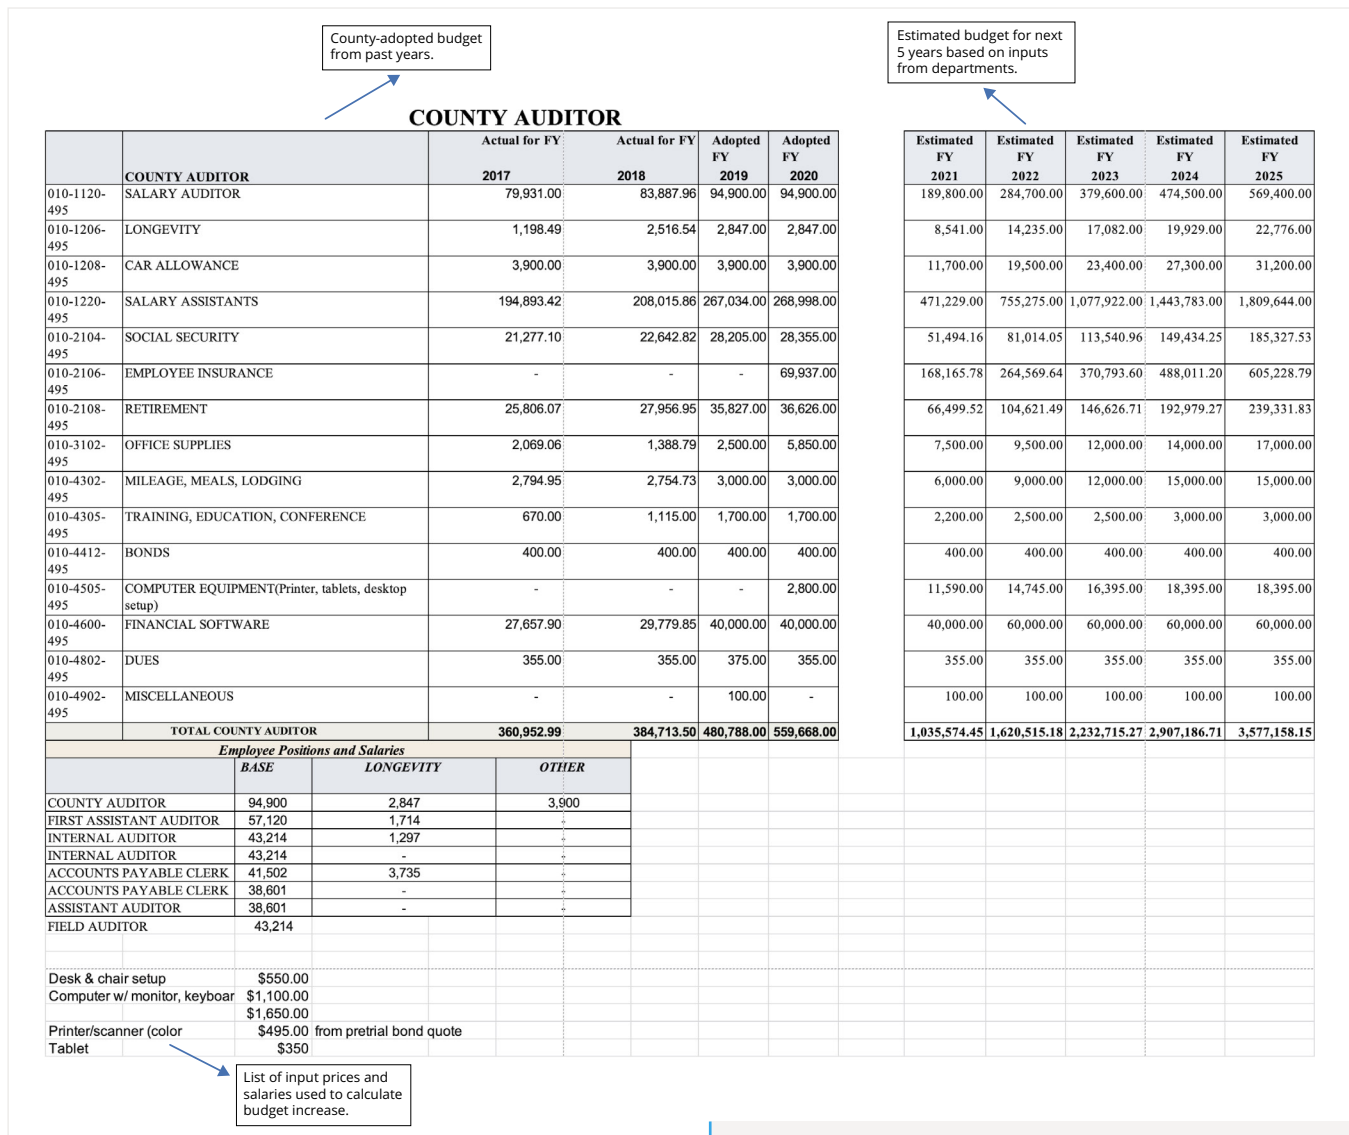 County-adopted budget
from past years.
Estimated budget for next
5 years based on inputs
from departments.
COUNTY AUDITOR
Actual for FY Actual for FY Adopted Adopted Estimated Estimated Estimated Estimated Estimated
FY FY FY FY FY FY FY
COUNTY AUDITOR 2017 2018 2019 2020 2021 2022 2023 2024 2025
010-1120- SALARY AUDITOR 79,931.00 83,887.96 94,900.00 94,900.00 189,800.00 284,700.00 379,600.00 474,500.00 569,400.00
495
010-1206- LONGEVITY 1,198.49 2,516.54 2,847.00 2,847.00 8,541.00 14,235.00 17,082.00 19,929.00 22,776.00
495
010-1208- CAR ALLOWANCE 3,900.00 3,900.00 3,900.00 3,900.00 11,700.00 19,500.00 23,400.00 27,300.00 31,200.00
495
010-1220- SALARY ASSISTANTS 194,893.42 208,015.86 267,034.00 268,998.00 471,229.00 755,275.00 1,077,922.00 1,443,783.00 1,809,644.00
495
010-2104- SOCIAL SECURITY 21,277.10 22,642.82 28,205.00 28,355.00 51,494.16 81,014.05 113,540.96 149,434.25 185,327.53
495
010-2106- EMPLOYEE INSURANCE - - - 69,937.00 168,165.78 264,569.64 370,793.60 488,011.20 605,228.79
495
010-2108- RETIREMENT 25,806.07 27,956.95 35,827.00 36,626.00 66,499.52 104,621.49 146,626.71 192,979.27 239,331.83
495
010-3102- OFFICE SUPPLIES 2,069.06 1,388.79 2,500.00 5,850.00 7,500.00 9,500.00 12,000.00 14,000.00 17,000.00
495
010-4302- MILEAGE, MEALS, LODGING 2,794.95 2,754.73 3,000.00 3,000.00 6,000.00 9,000.00 12,000.00 15,000.00 15,000.00
495
010-4305- TRAINING, EDUCATION, CONFERENCE 670.00 1,115.00 1,700.00 1,700.00 2,200.00 2,500.00 2,500.00 3,000.00 3,000.00
495
010-4412- BONDS 400.00 400.00 400.00 400.00 400.00 400.00 400.00 400.00 400.00
495
010-4505- COMPUTER EQUIPMENT(Printer, tablets, desktop - - - 2,800.00 11,590.00 14,745.00 16,395.00 18,395.00 18,395.00
495 setup)
010-4600- FINANCIAL SOFTWARE 27,657.90 29,779.85 40,000.00 40,000.00 40,000.00 60,000.00 60,000.00 60,000.00 60,000.00
495
010-4802- DUES 355.00 355.00 375.00 355.00 355.00 355.00 355.00 355.00 355.00
495
010-4902- MISCELLANEOUS - - 100.00 - 100.00 100.00 100.00 100.00 100.00
495
TOTAL COUNTY AUDITOR 360,952.99 384,713.50 480,788.00 559,668.00 1,035,574.45 1,620,515.18 2,232,715.27 2,907,186.71 3,577,158.15
Employee Positions and Salaries
BASE LONGEVITY OTHER
COUNTY AUDITOR 94,900 2,847 3,900
FIRST ASSISTANT AUDITOR 57,120 1,714 -
INTERNAL AUDITOR 43,214 1,297 -
INTERNAL AUDITOR 43,214 - -
ACCOUNTS PAYABLE CLERK 41,502 3,735 -
ACCOUNTS PAYABLE CLERK 38,601 - -
ASSISTANT AUDITOR 38,601 - -
FIELD AUDITOR 43,214
Desk & chair setup $550.00
Computer w/ monitor, keyboar $1,100.00
$1,650.00
Printer/scanner (color $495.00 from pretrial bond quote
Tablet $350
List of input prices and
salaries used to calculate
budget increase.